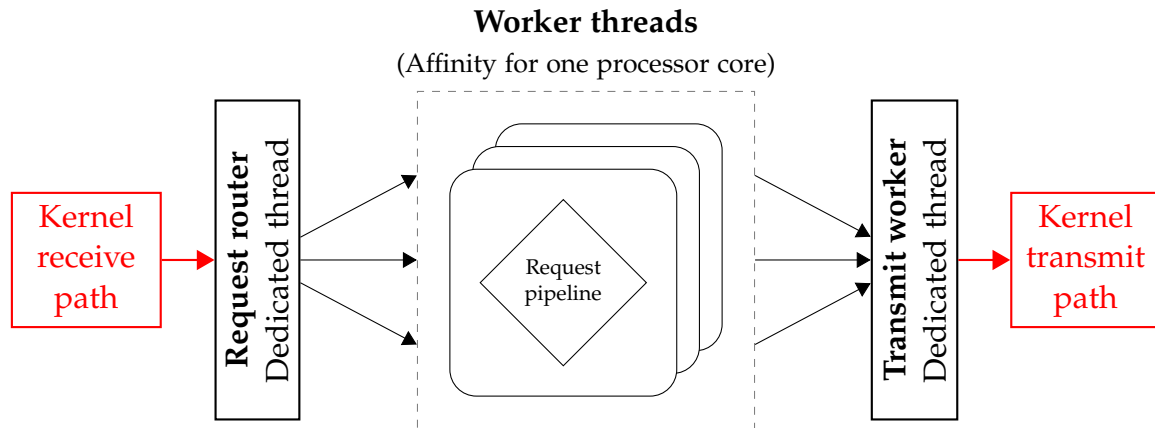 Worker threads
(Affinity for one processor core)
Kernel
receive
path
Request router
Dedicated thread
Request
pipeline
Transmit worker
Dedicated thread
Kernel
transmit
path